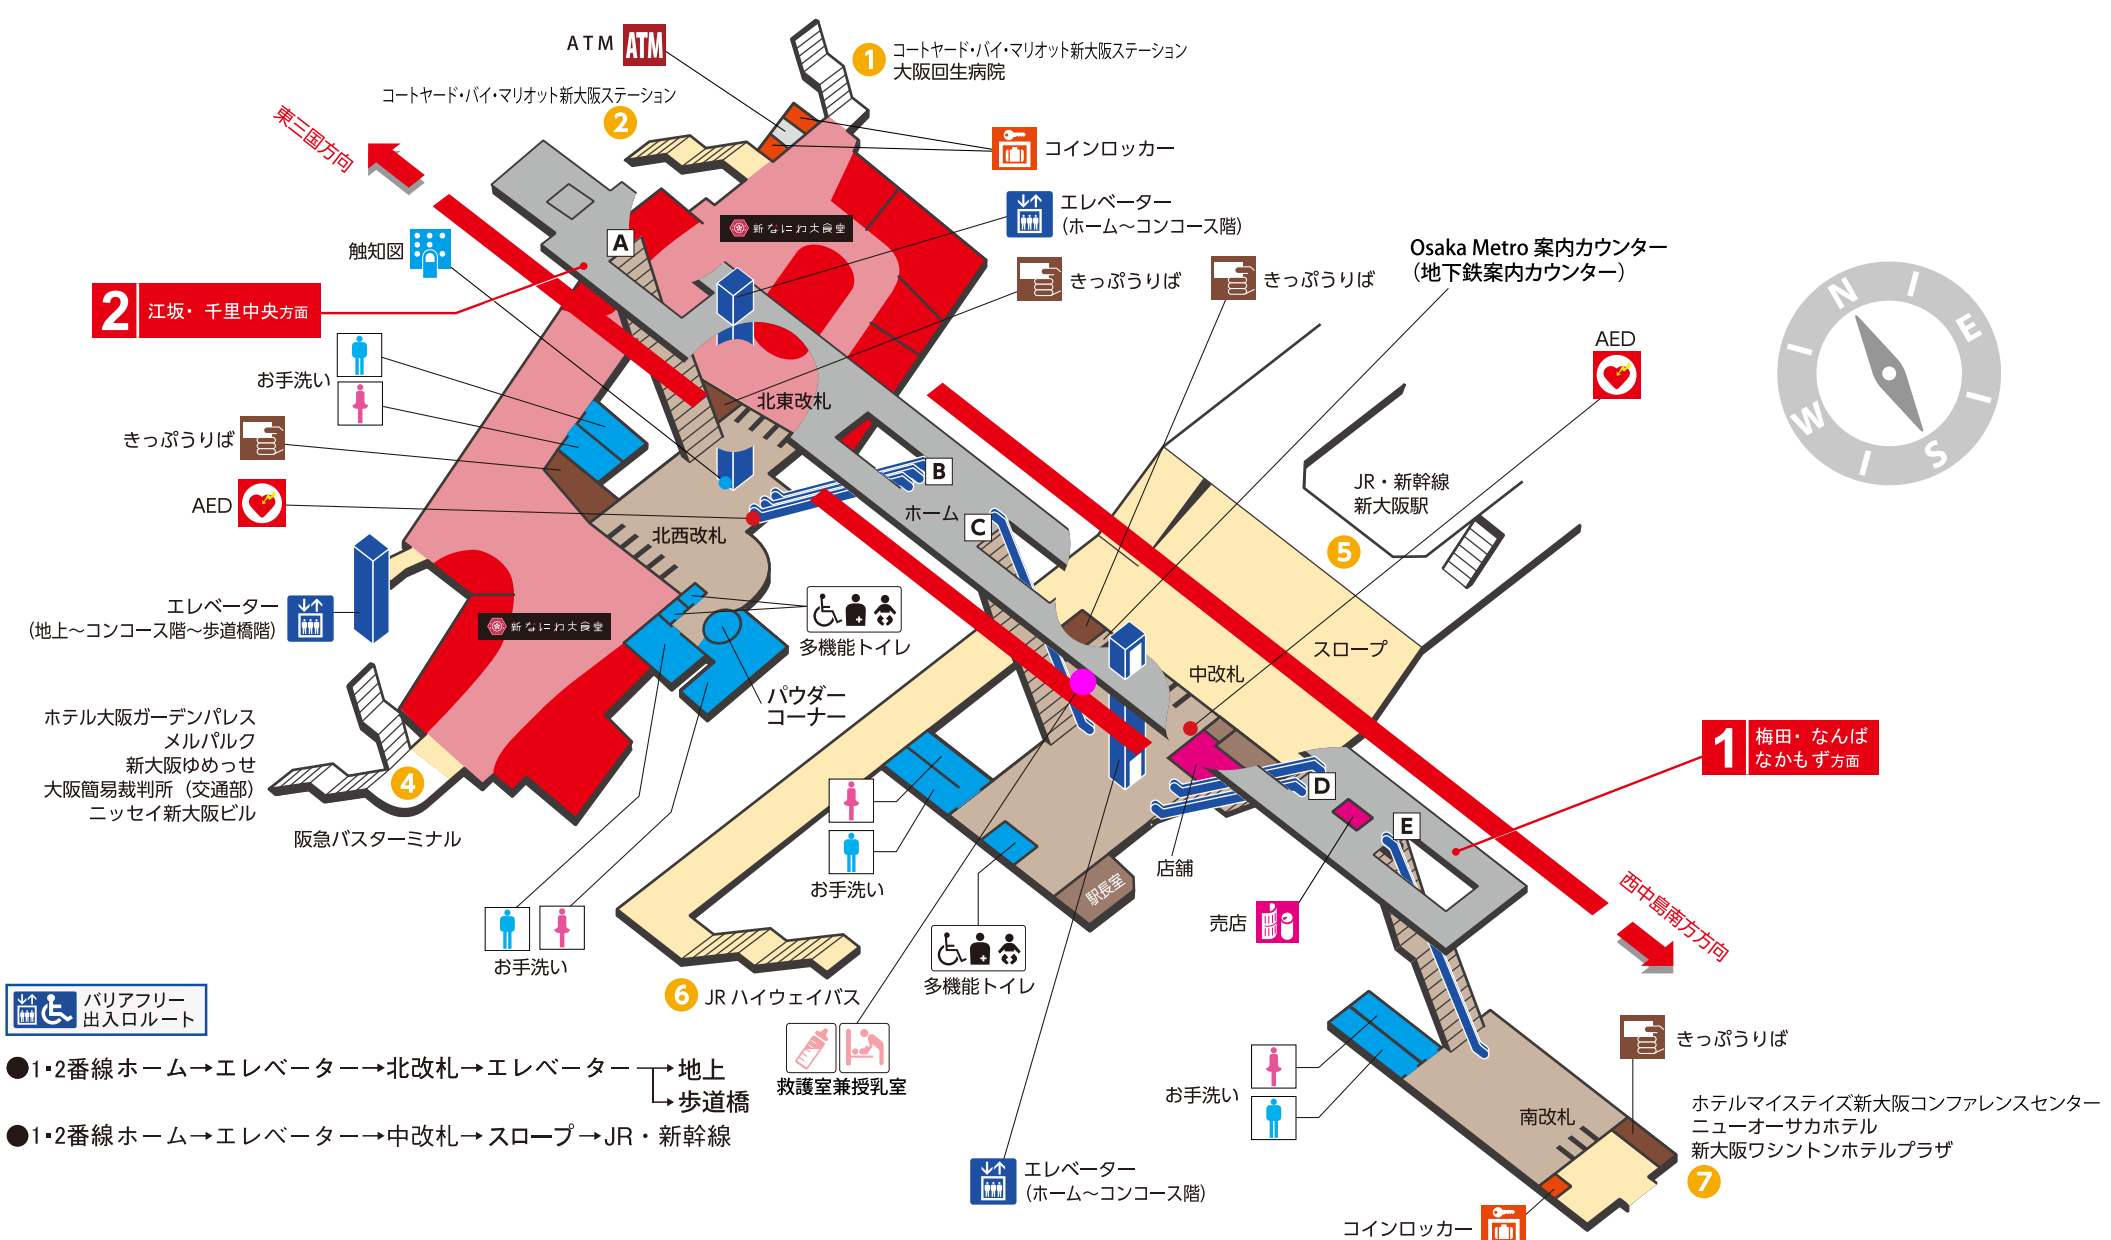 ATM
ATM
1
コートヤード・バイ・マリオット新大阪ステーション
大阪回生病院
コートヤード・バイ・マリオット新大阪ステーション
2
東三国方向
コインロッカー
エレベーター
(ホーム〜コンコース階)
新なにわ大食堂
A
触知図
きっぷうりば
きっぷうりば
Osaka Metro 案内カウンター
(地下鉄案内カウンター)
N
E
S
W
2
江坂・千里中央方面
AED
お手洗い
北東改札
きっぷうりば
B
JR・新幹線
新大阪駅
AED
ホーム
C
北西改札
5
エレベーター
(地上〜コンコース階〜歩道橋階)
新なにわ大食堂
多機能トイレ
スロープ
中改札
パウダー
コーナー
ホテル大阪ガーデンパレス
メルパルク
新大阪ゆめっせ
大阪簡易裁判所(交通部)
ニッセイ新大阪ビル
4
阪急バスターミナル
1
梅田・なんば
なかもず方面
D
E
お手洗い
店舗
駅長室
売店
西中島南方方向
お手洗い
多機能トイレ
6
JRハイウェイバス
救護室兼授乳室
バリアフリー
出入口ルート
●1・2番線ホーム→エレベーター→北改札→エレベーター→地上
→歩道橋
●1・2番線ホーム→エレベーター→中改札→スロープ→JR・新幹線
きっぷうりば
お手洗い
南改札
ホテルマイステイズ新大阪コンファレンスセンター
ニューオーサカホテル
新大阪ワシントンホテルプラザ
7
エレベーター
(ホーム〜コンコース階)
コインロッカー